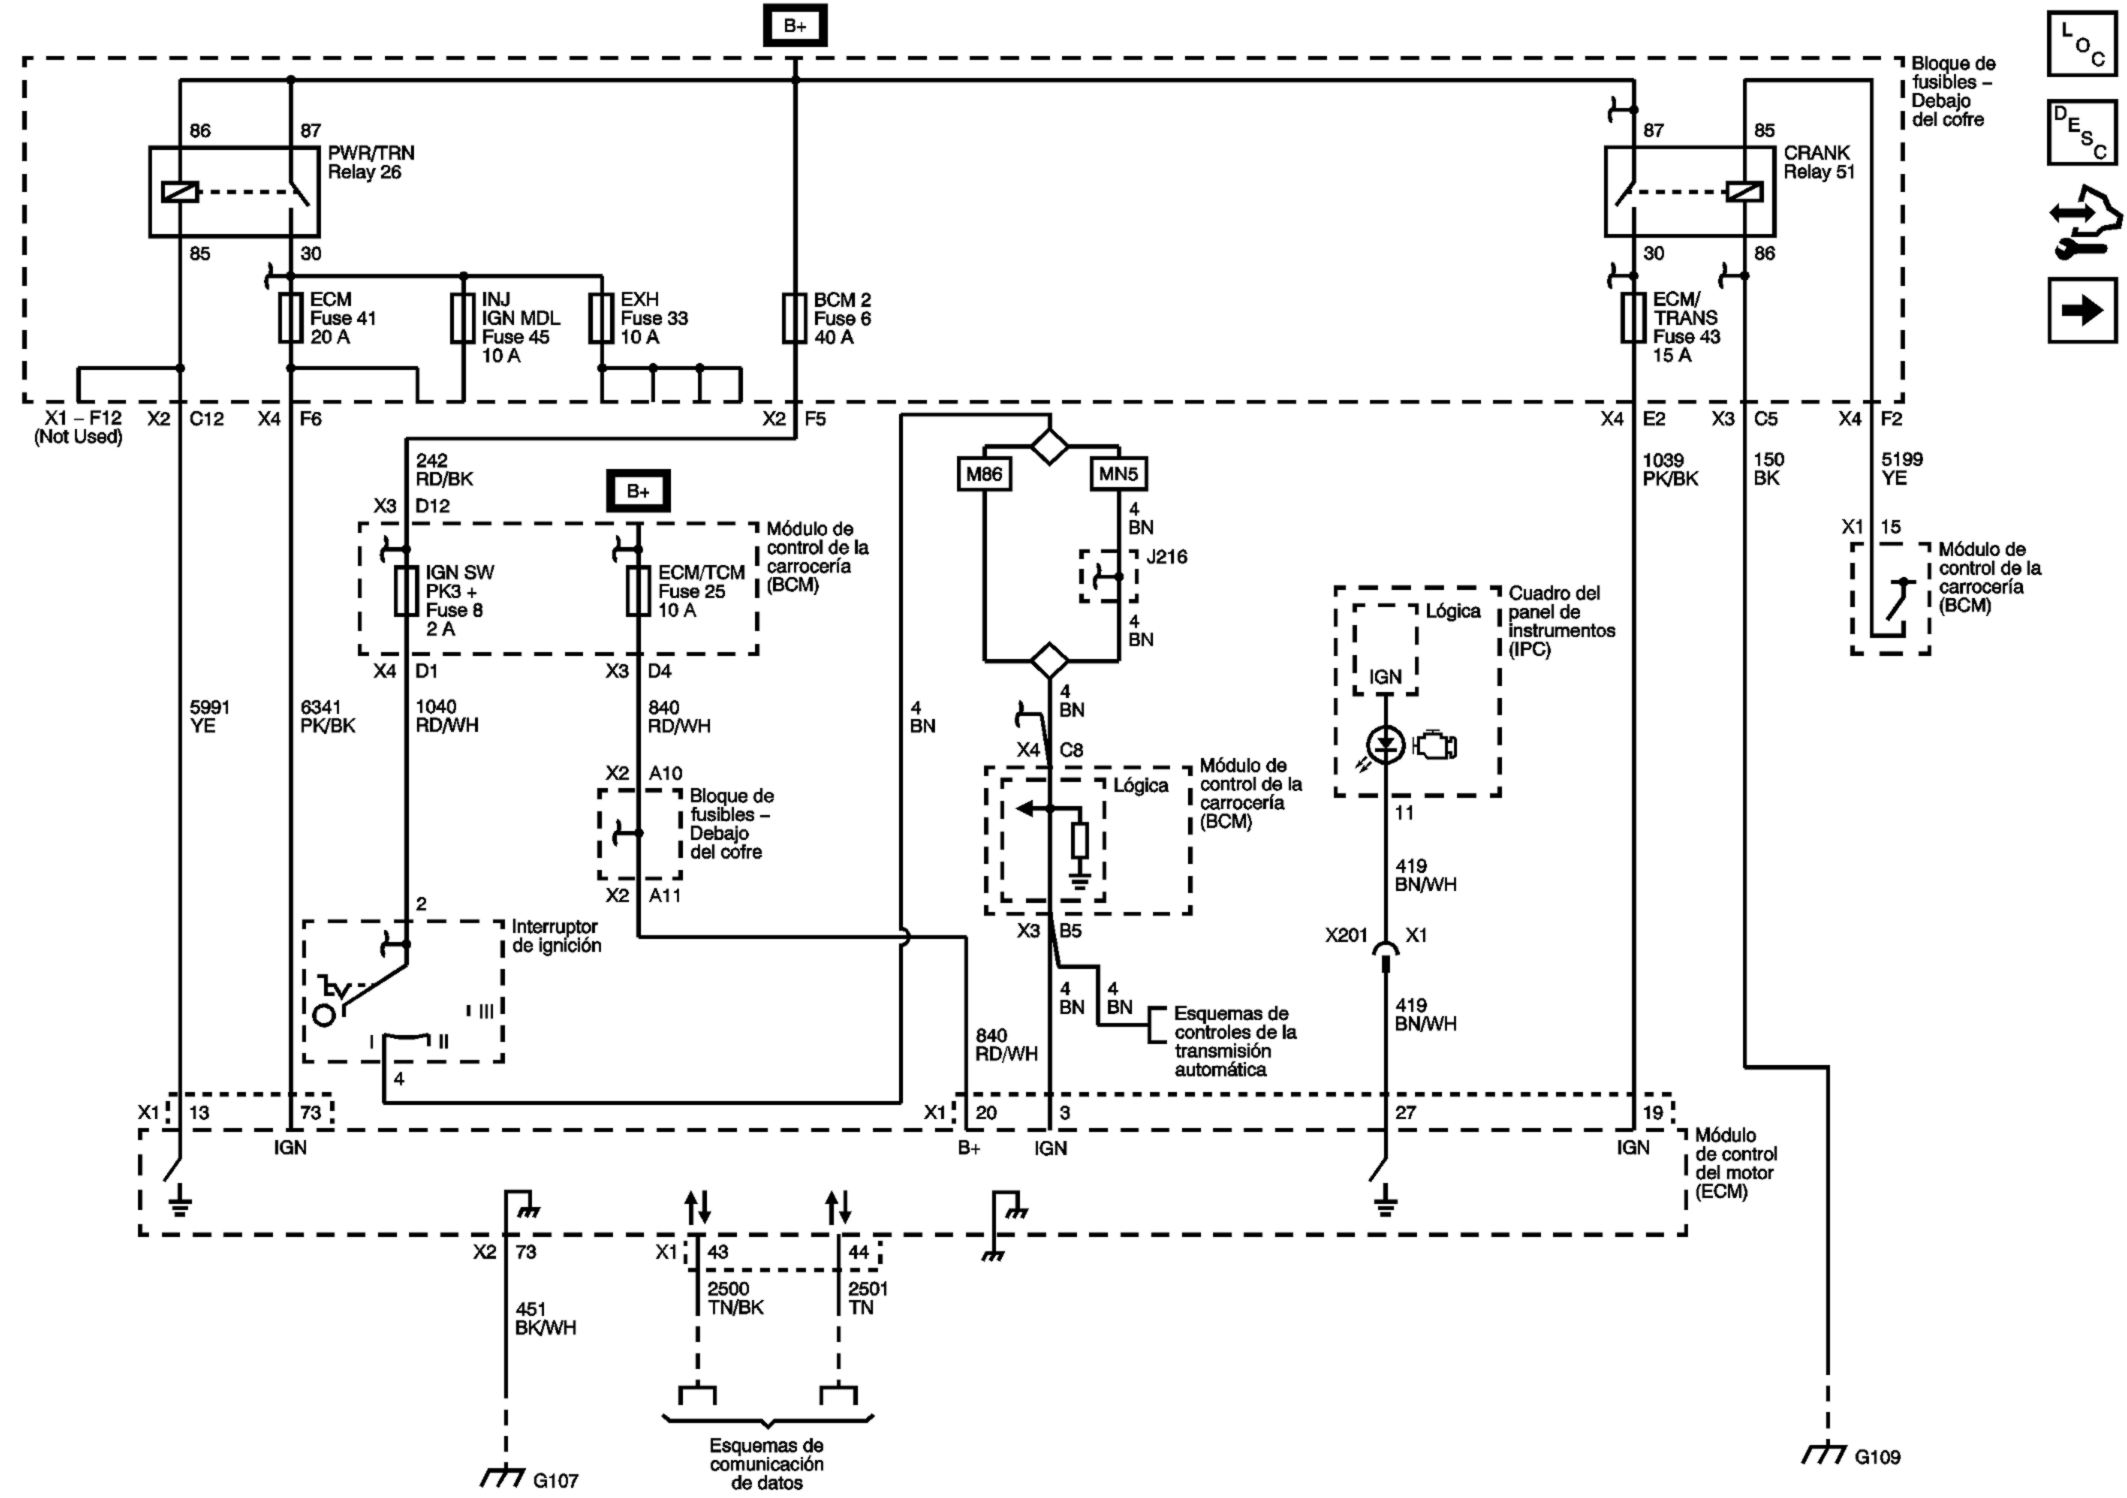 B+
L
O
C
D
E
S
C
Bloque de
fusibles –
Debajo
del cofre
86
87
PWR/TRN
Relay 26
85
30
87
85
CRANK
Relay 51
30
86
ECM
Fuse 41
20 A
INJ
IGN MDL
Fuse 45
10 A
EXH
Fuse 33
10 A
BCM 2
Fuse 6
40 A
ECM/
TRANS
Fuse 43
15 A
X1 – F12
(Not Used)
X2 C12
X4 F6
X2 F5
X4 E2
X3 C5
X4 F2
242
RD/BK
X3 D12
B+
M86
MN5
4
BN
J216
4
BN
1039
PK/BK
150
BK
5199
YE
X1 15
Módulo de
control de la
carrocería
(BCM)
IGN SW
PK3 +
Fuse 8
2 A
ECM/TCM
Fuse 25
10 A
Módulo de
control de la
carrocería
(BCM)
X4 D1
X3 D4
Lógica
IGN
Cuadro del
panel de
instrumentos
(IPC)
5991
YE
6341
PK/BK
1040
RD/WH
840
RD/WH
4
BN
4
BN
X4 C8
X2 A10
Bloque de
fusibles –
Debajo
del cofre
X2 A11
Lógica
Módulo de
control de la
carrocería
(BCM)
11
419
BN/WH
X201 X1
419
BN/WH
2
Interruptor
de ignición
I
II
III
4
X3 B5
4
BN
4
BN
Esquemas de
controles de la
transmisión
automática
840
RD/WH
X1 13
73
IGN
X1 20
3
27
19
B+
IGN
IGN
Módulo
de control
del motor
(ECM)
X2 73
X1 43
44
451
BK/WH
2500
TN/BK
2501
TN
G107
Esquemas de
comunicación
de datos
G109